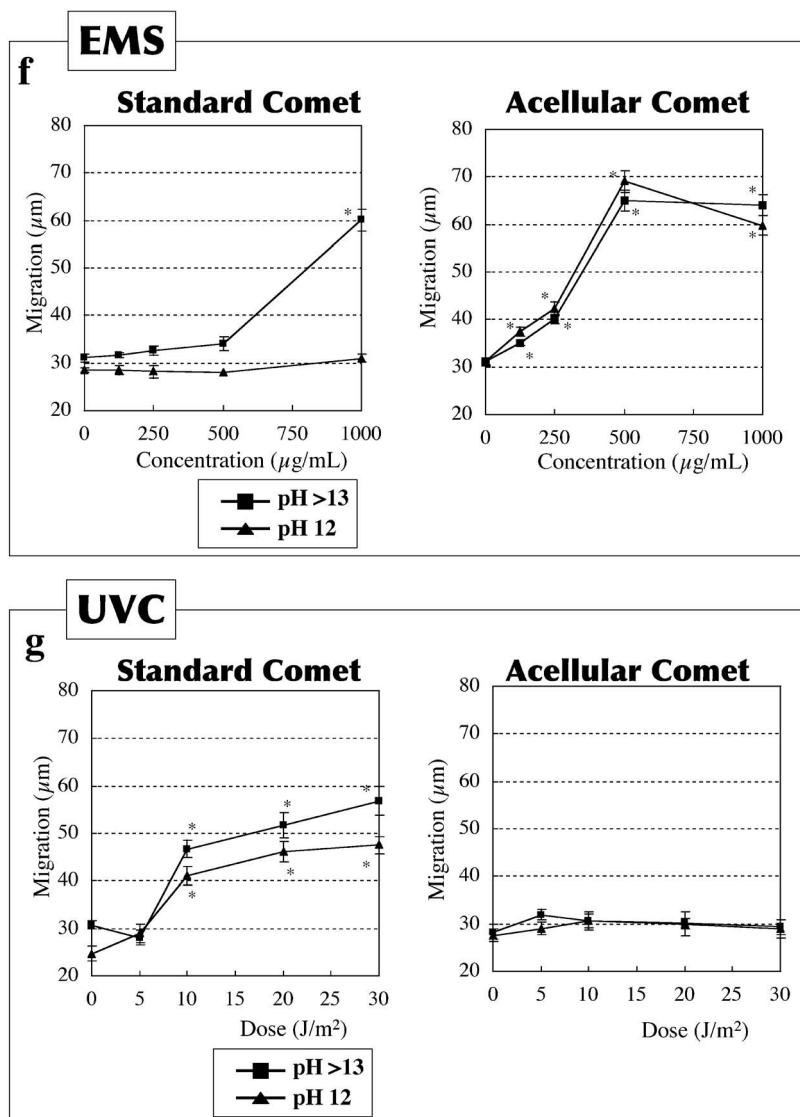 EMS
f
Standard Comet
Acellular Comet
80
70
60
50
40
30
20
Migration (µm)
*
0 250 500 750 1000
Concentration (µg/mL)
80
70
60
50
40
30
20
Migration (µm)
* * * * * * * *
0 250 500 750 1000
Concentration (µg/mL)
pH >13
pH 12
UVC
g
Standard Comet
Acellular Comet
80
70
60
50
40
30
20
Migration (µm)
* * * * * *
0 5 10 15 20 30
Dose (J/m²)
80
70
60
50
40
30
20
Migration (µm)
0 5 10 15 20 30
Dose (J/m²)
pH >13
pH 12